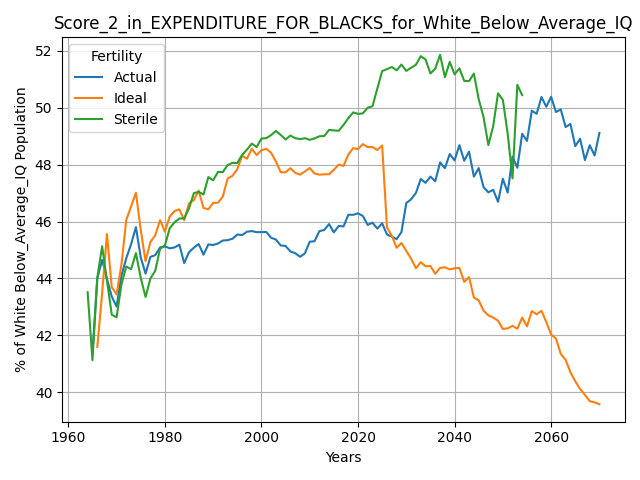 Score_2_in_EXPENDITURE_FOR_BLACKS_for_White_Below_Average_IQ
Fertility
Actual
Ideal
Sterile
% of White Below_Average_IQ Population
52
50
48
46
44
42
40
1960
1980
2000
2020
2040
2060
Years